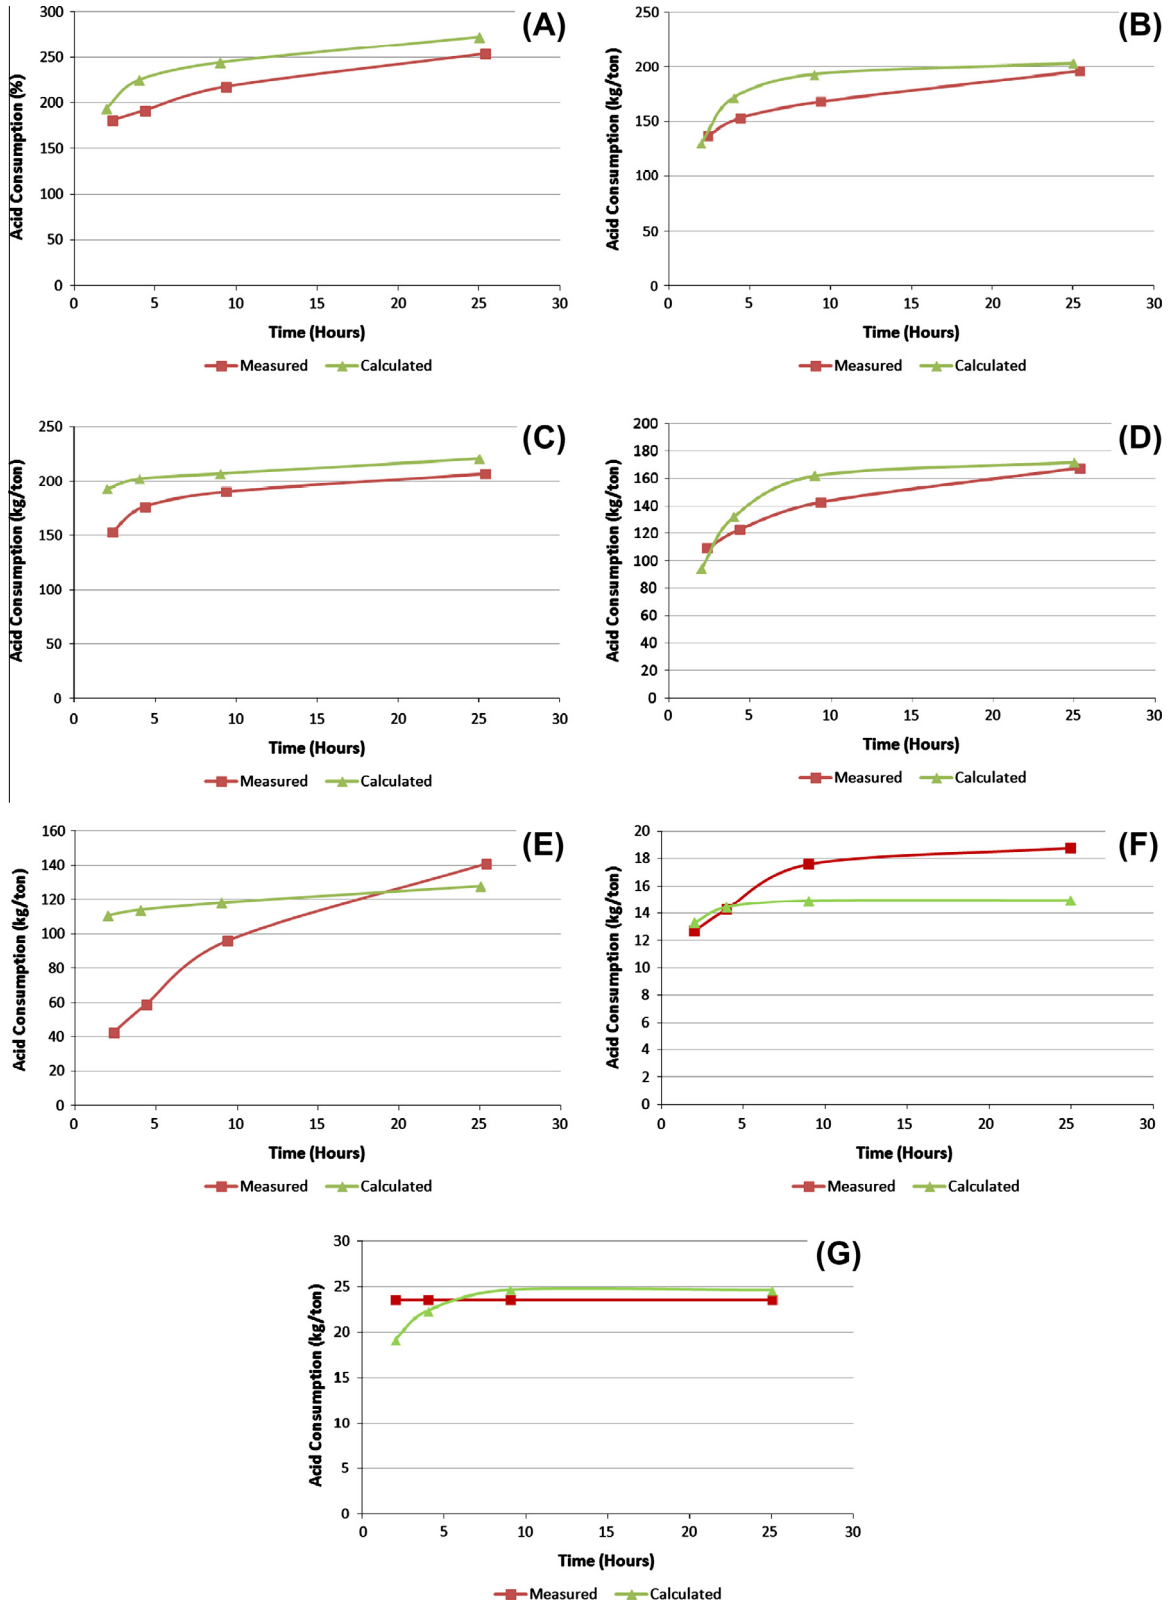 (A)
Acid Consumption (%)
300
250
200
150
100
50
0
0 5 10 15 20 25 30
Time (Hours)
Measured Calculated
(B)
Acid Consumption (kg/ton)
250
200
150
100
50
0
0 5 10 15 20 25 30
Time (Hours)
Measured Calculated
(C)
Acid Consumption (kg/ton)
250
200
150
100
50
0
0 5 10 15 20 25 30
Time (Hours)
Measured Calculated
(D)
Acid Consumption (kg/ton)
200
180
160
140
120
100
80
60
40
20
0
0 5 10 15 20 25 30
Time (Hours)
Measured Calculated
(E)
Acid Consumption (kg/ton)
160
140
120
100
80
60
40
20
0
0 5 10 15 20 25 30
Time (Hours)
Measured Calculated
(F)
Acid Consumption (kg/ton)
20
18
16
14
12
10
8
6
4
2
0
0 5 10 15 20 25 30
Time (Hours)
Measured Calculated
(G)
Acid Consumption (kg/ton)
30
25
20
15
10
5
0
0 5 10 15 20 25 30
Time (Hours)
Measured Calculated